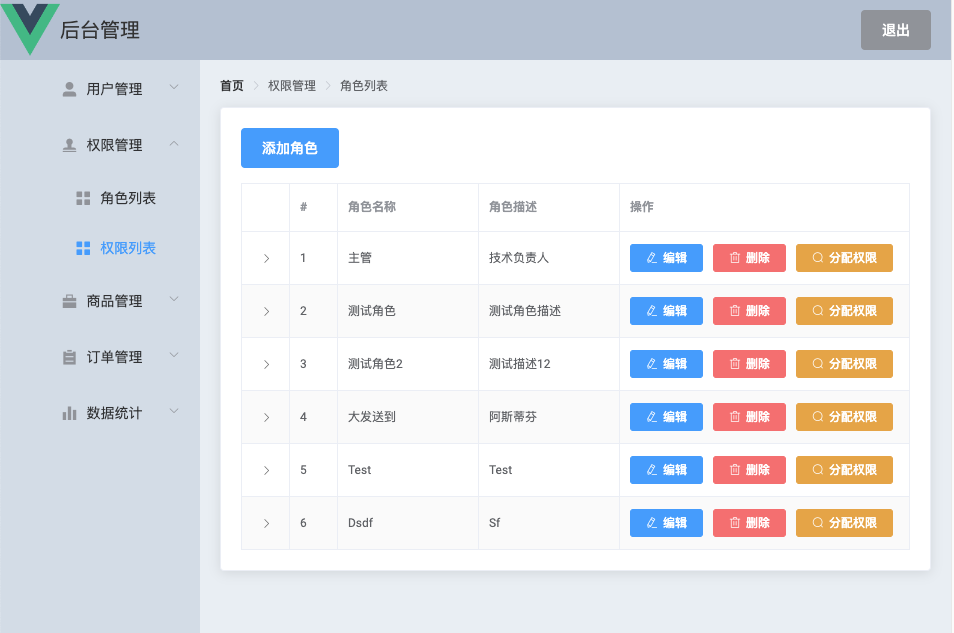 后台管理
退出
用户管理
权限管理
角色列表
权限列表
商品管理
订单管理
数据统计
首页 权限管理 角色列表
添加角色
# 角色名称 角色描述 操作
1 主管 技术负责人 编辑 删除 分配权限
2 测试角色 测试角色描述 编辑 删除 分配权限
3 测试角色2 测试描述12 编辑 删除 分配权限
4 大发送到 阿斯蒂芬 编辑 删除 分配权限
5 Test Test 编辑 删除 分配权限
6 Dsdf Sf 编辑 删除 分配权限